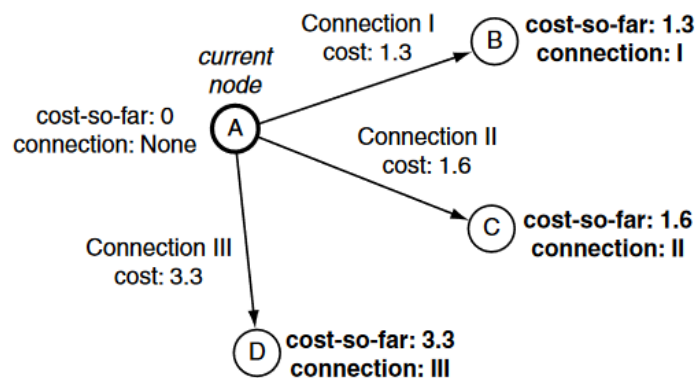 Connection I
cost: 1.3
B
cost-so-far: 1.3
connection: I
current
node
cost-so-far: 0
connection: None
A
Connection II
cost: 1.6
C
cost-so-far: 1.6
connection: II
Connection III
cost: 3.3
D
cost-so-far: 3.3
connection: III